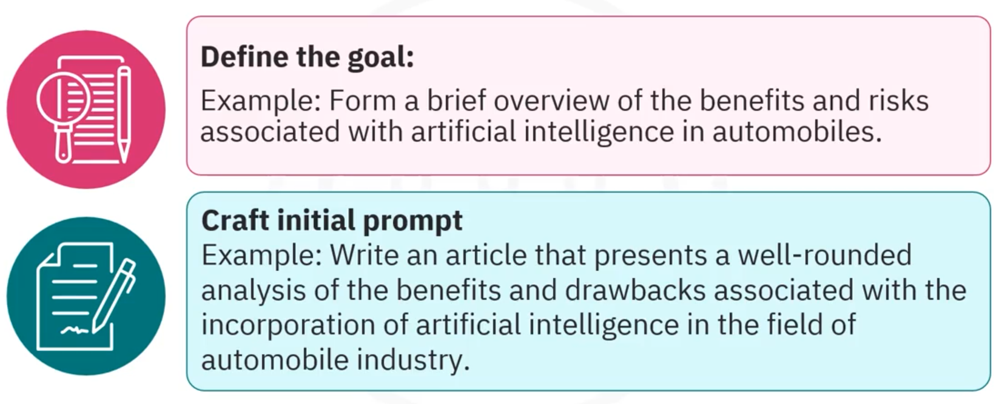 Define the goal:
Example: Form a brief overview of the benefits and risks
associated with artificial intelligence in automobiles.
Craft initial prompt
Example: Write an article that presents a well-rounded
analysis of the benefits and drawbacks associated with the
incorporation of artificial intelligence in the field of
automobile industry.